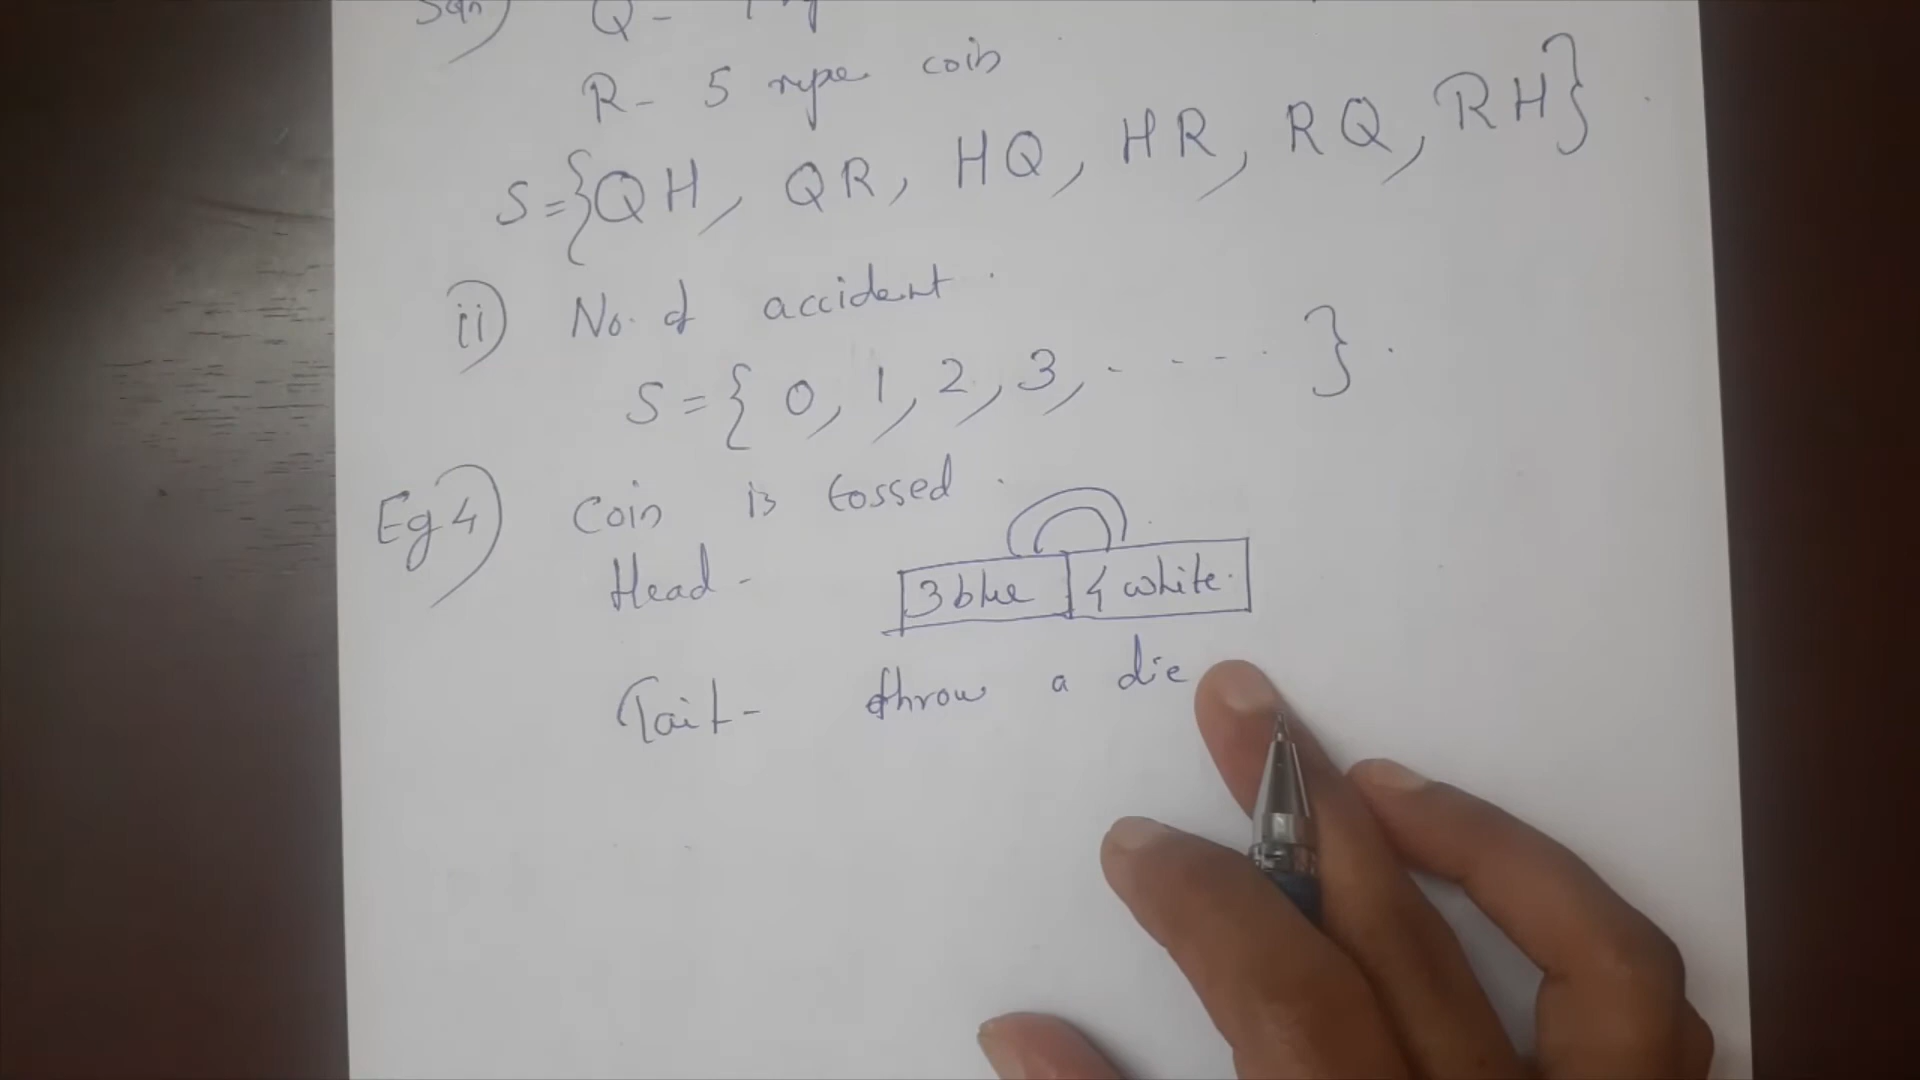 Soln)
Q -
R - 5 rupee coin
S = { QH, QR, HQ, HR, RQ, RH }
ii) No. of accident.
S = { 0, 1, 2, 3, ..... }.
Eg 4) Coin is tossed.
Head - 3 blue 4 white.
Tail - throw a die